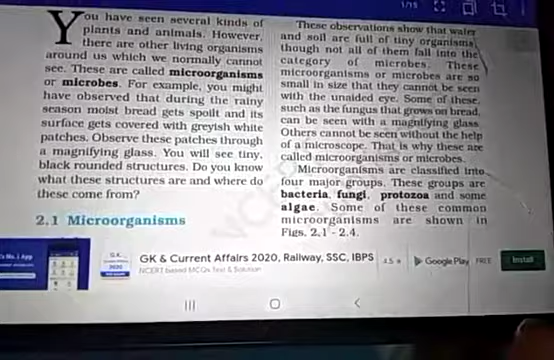 1/15
You have seen several kinds of
plants and animals. However,
there are other living organisms
around us which we normally cannot
see. These are called microorganisms
or microbes. For example, you might
have observed that during the rainy
season moist bread gets spoilt and its
surface gets covered with greyish white
patches. Observe these patches through
a magnifying glass. You will see tiny,
black rounded structures. Do you know
what these structures are and where do
these come from?
2.1 Microorganisms
These observations show that water
and soil are full of tiny organisms,
though not all of them fall into the
category of microbes. These
microorganisms or microbes are so
small in size that they cannot be seen
with the unaided eye. Some of these,
such as the fungus that grows on bread,
can be seen with a magnifying glass.
Others cannot be seen without the help
of a microscope. That is why these are
called microorganisms or microbes.
Microorganisms are classified into
four major groups. These groups are
bacteria, fungi, protozoa and some
algae. Some of these common
microorganisms are shown in
Figs. 2.1 - 2.4.
No. 1 App
2020
GK & Current Affairs 2020, Railway, SSC, IBPS
NCERT based MCQs Test & Solution
4.5
Google Play
FREE
Install